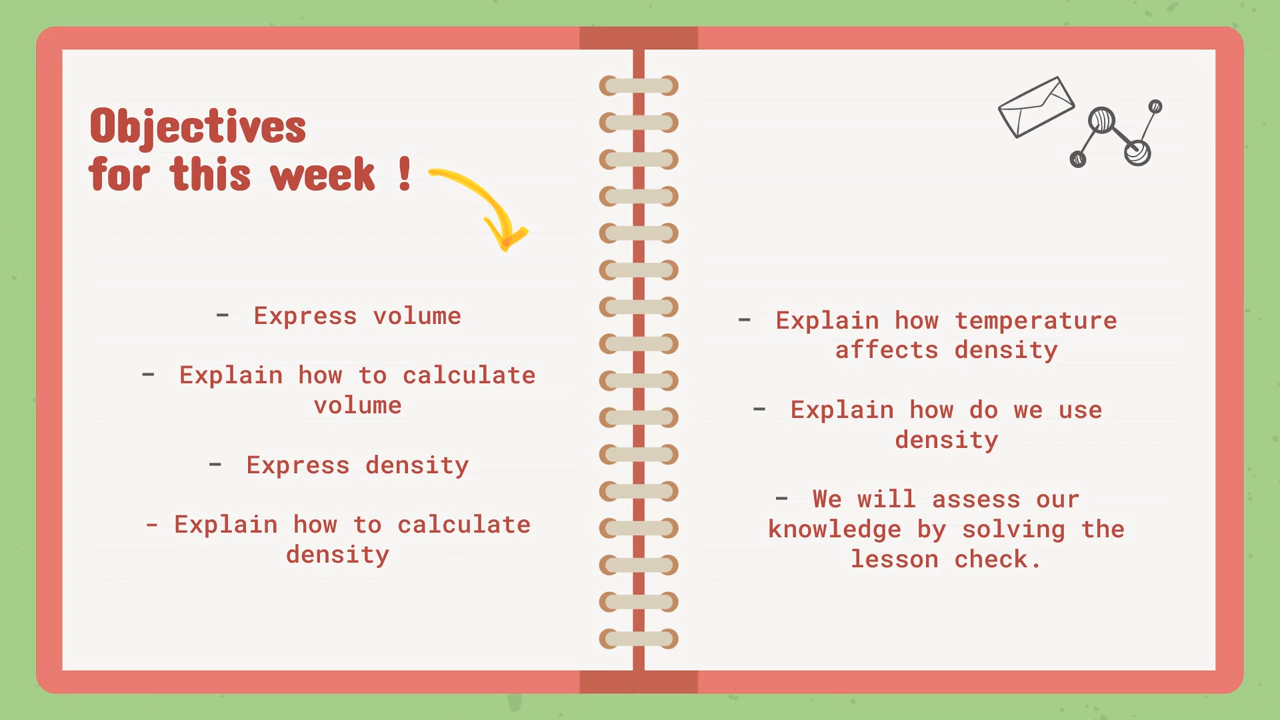 Objectives
for this week !
- Express volume
- Explain how to calculate
volume
- Express density
- Explain how to calculate
density
- Explain how temperature
affects density
- Explain how do we use
density
- We will assess our
knowledge by solving the
lesson check.